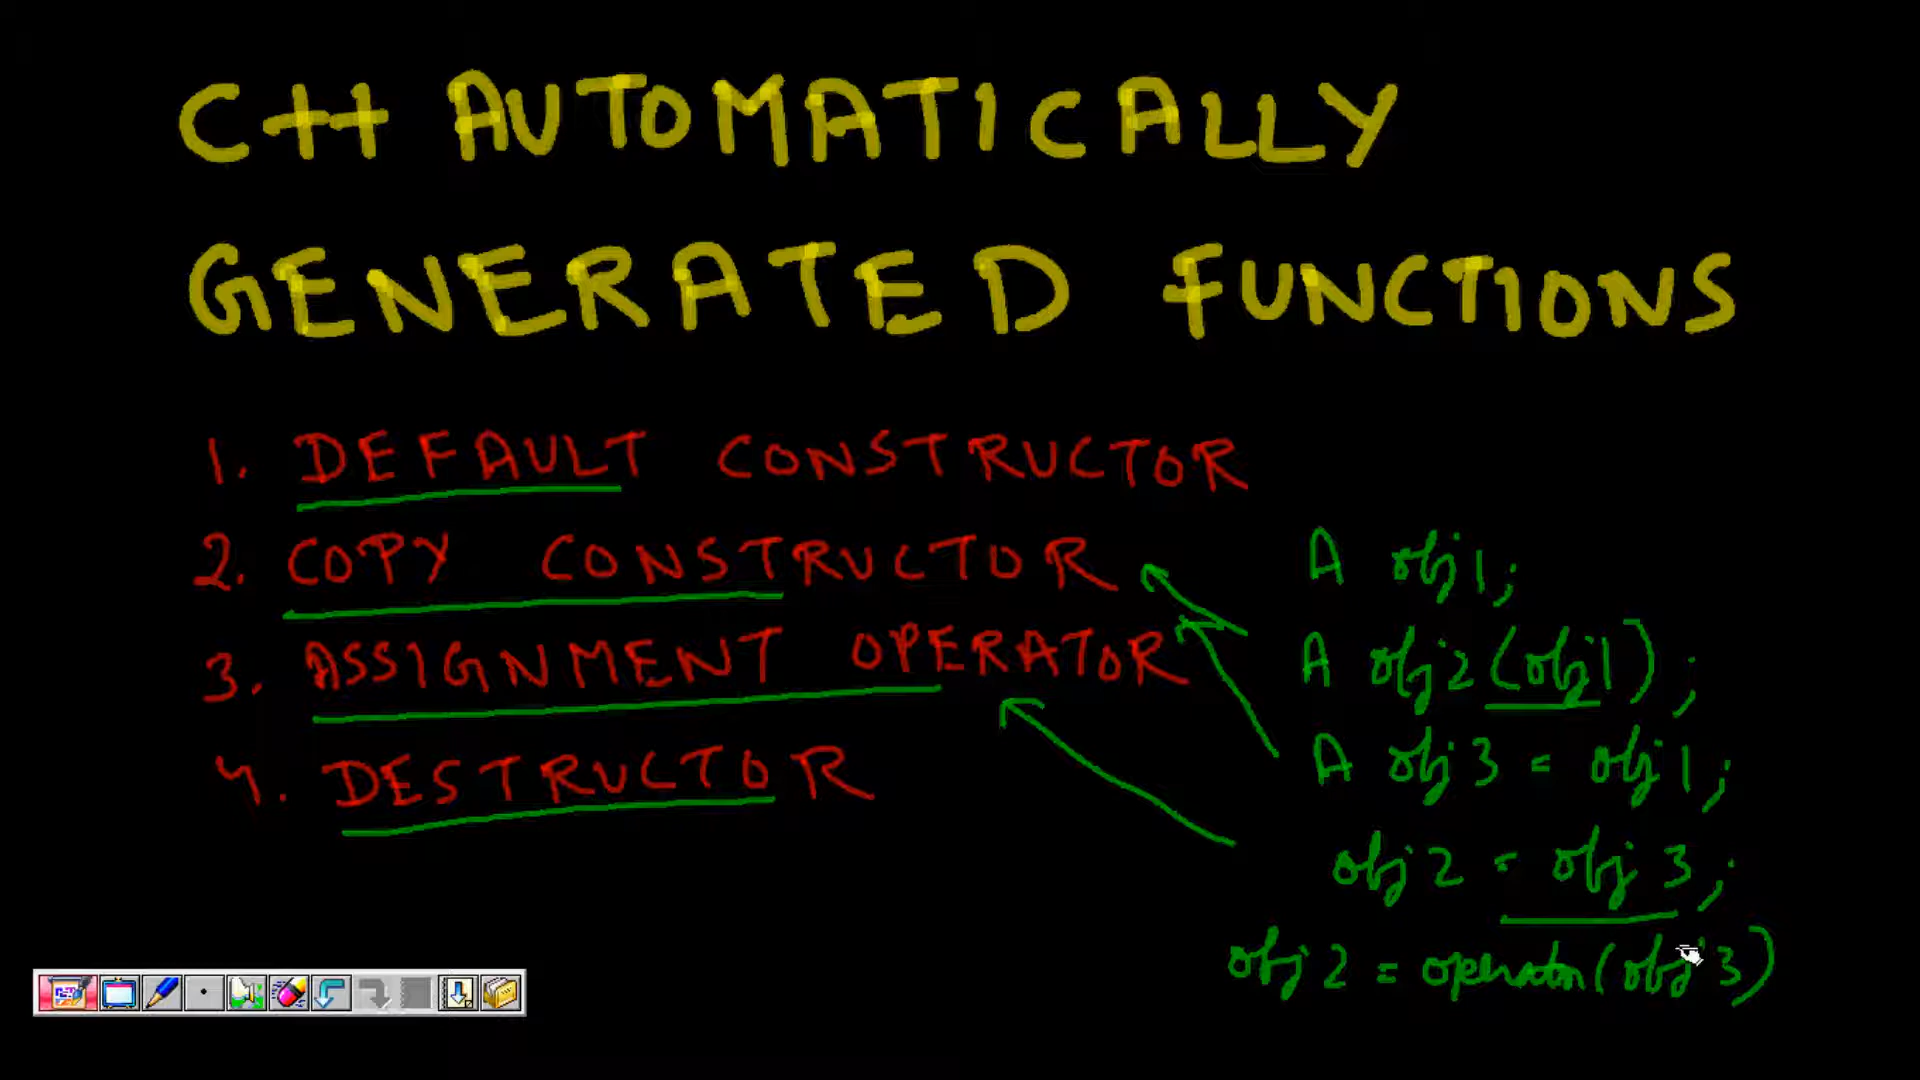 C++ AUTOMATICALLY
GENERATED FUNCTIONS
1. DEFAULT CONSTRUCTOR
2. COPY CONSTRUCTOR
3. ASSIGNMENT OPERATOR
4. DESTRUCTOR
A obj1;
A obj2(obj1);
A obj3 = obj1;
obj2 = obj3;
obj2 = operator(obj3)